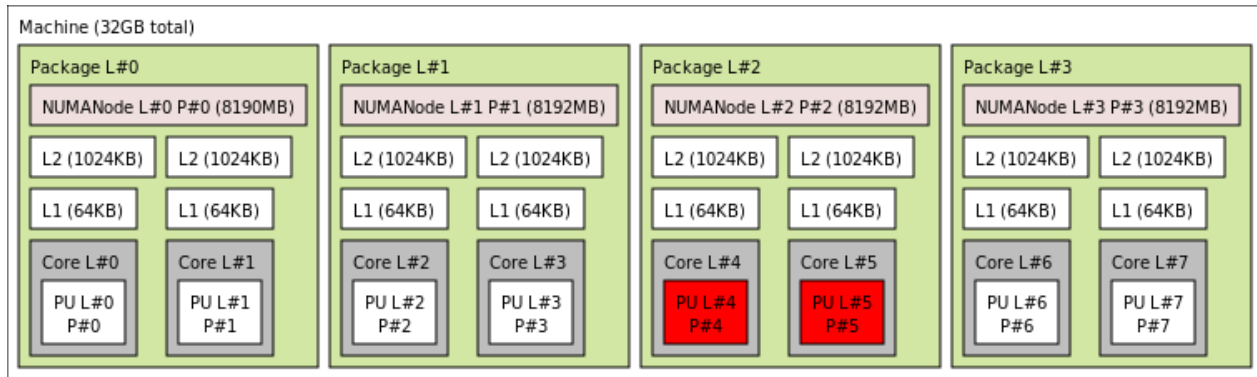 Machine (32GB total)
Package L#0
NUMANode L#0 P#0 (8190MB)
L2 (1024KB)
L2 (1024KB)
L1 (64KB)
L1 (64KB)
Core L#0
PU L#0
P#0
Core L#1
PU L#1
P#1
Package L#1
NUMANode L#1 P#1 (8192MB)
L2 (1024KB)
L2 (1024KB)
L1 (64KB)
L1 (64KB)
Core L#2
PU L#2
P#2
Core L#3
PU L#3
P#3
Package L#2
NUMANode L#2 P#2 (8192MB)
L2 (1024KB)
L2 (1024KB)
L1 (64KB)
L1 (64KB)
Core L#4
PU L#4
P#4
Core L#5
PU L#5
P#5
Package L#3
NUMANode L#3 P#3 (8192MB)
L2 (1024KB)
L2 (1024KB)
L1 (64KB)
L1 (64KB)
Core L#6
PU L#6
P#6
Core L#7
PU L#7
P#7